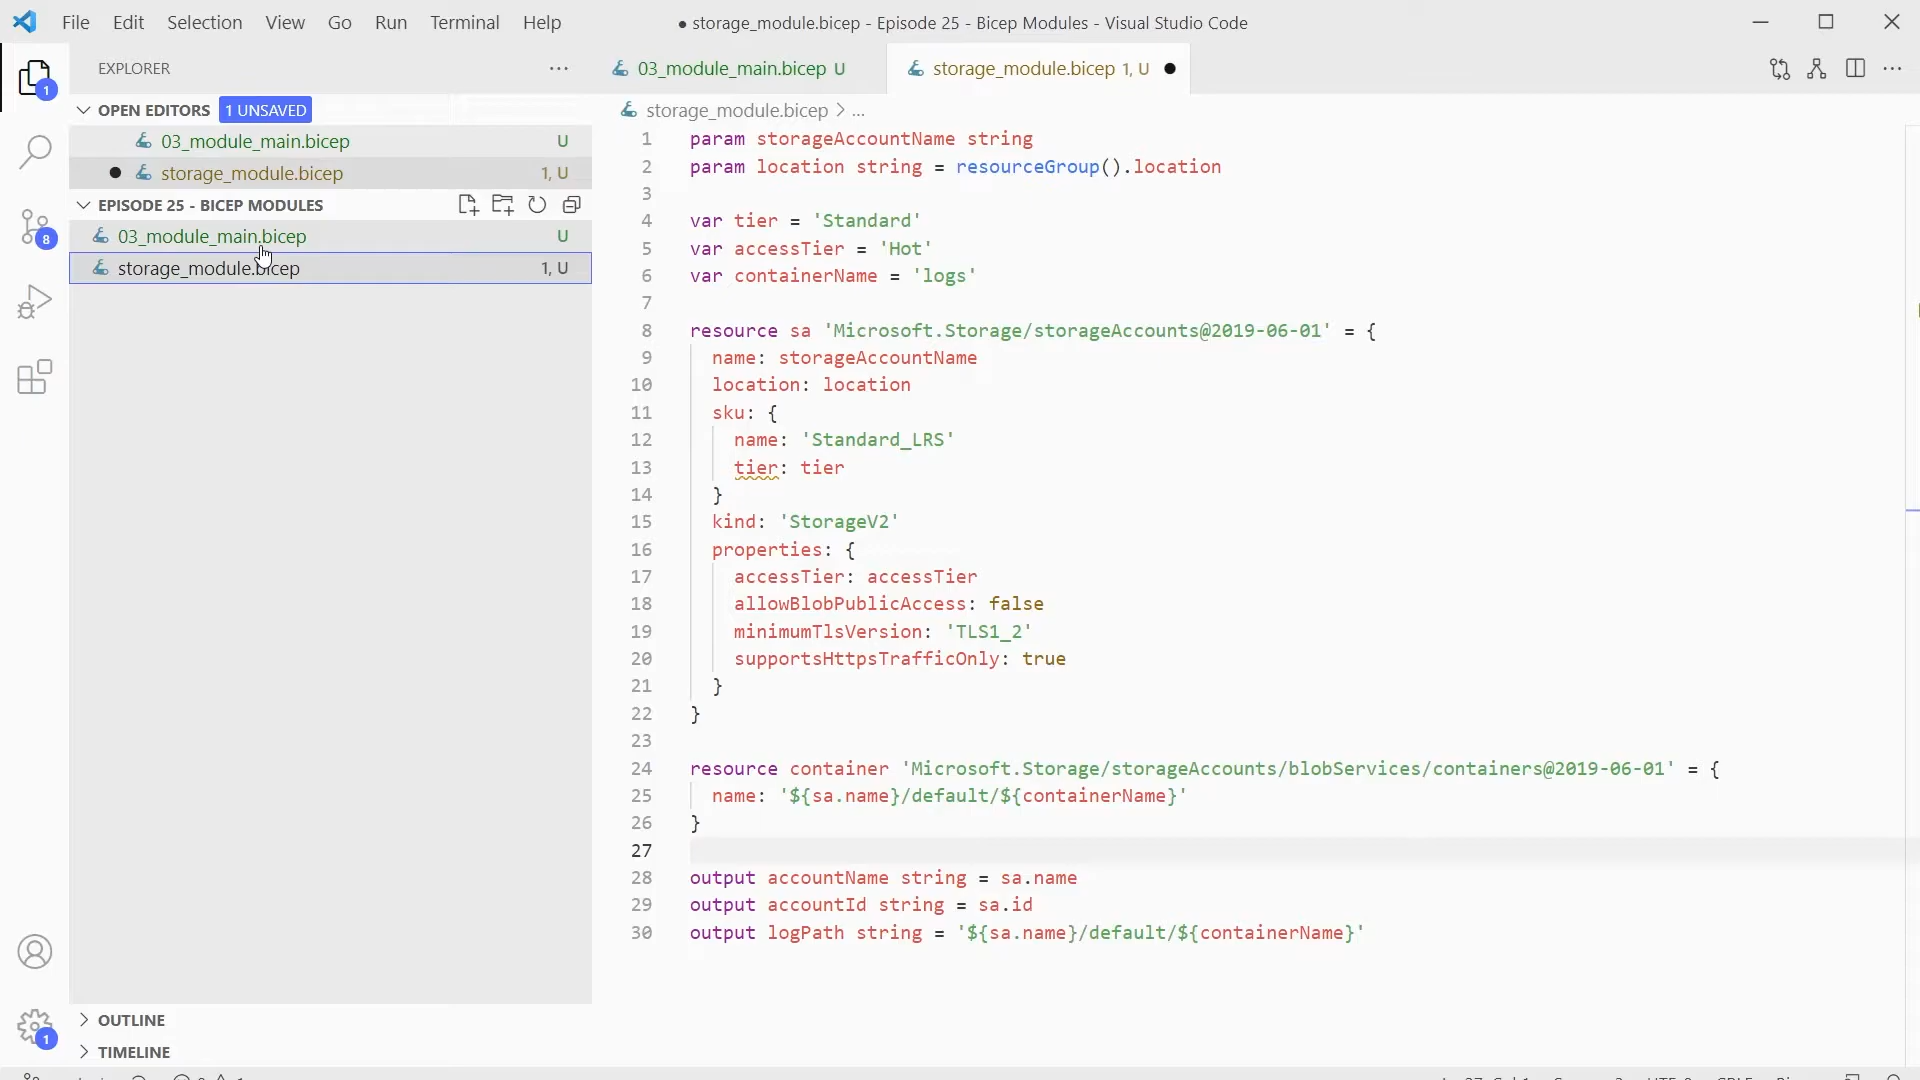 File Edit Selection View Go Run Terminal Help
● storage_module.bicep - Episode 25 - Bicep Modules - Visual Studio Code
EXPLORER
OPEN EDITORS 1 UNSAVED
03_module_main.bicep U
storage_module.bicep 1, U
EPISODE 25 - BICEP MODULES
03_module_main.bicep U
storage_module.bicep 1, U
OUTLINE
TIMELINE
1
8
1
03_module_main.bicep U
storage_module.bicep 1, U
storage_module.bicep > ...
1 param storageAccountName string
2 param location string = resourceGroup().location
3
4 var tier = 'Standard'
5 var accessTier = 'Hot'
6 var containerName = 'logs'
7
8 resource sa 'Microsoft.Storage/storageAccounts@2019-06-01' = {
9 name: storageAccountName
10 location: location
11 sku: {
12 name: 'Standard_LRS'
13 tier: tier
14 }
15 kind: 'StorageV2'
16 properties: {
17 accessTier: accessTier
18 allowBlobPublicAccess: false
19 minimumTlsVersion: 'TLS1_2'
20 supportsHttpsTrafficOnly: true
21 }
22 }
23
24 resource container 'Microsoft.Storage/storageAccounts/blobServices/containers@2019-06-01' = {
25 name: '${sa.name}/default/${containerName}'
26 }
27
28 output accountName string = sa.name
29 output accountId string = sa.id
30 output logPath string = '${sa.name}/default/${containerName}'